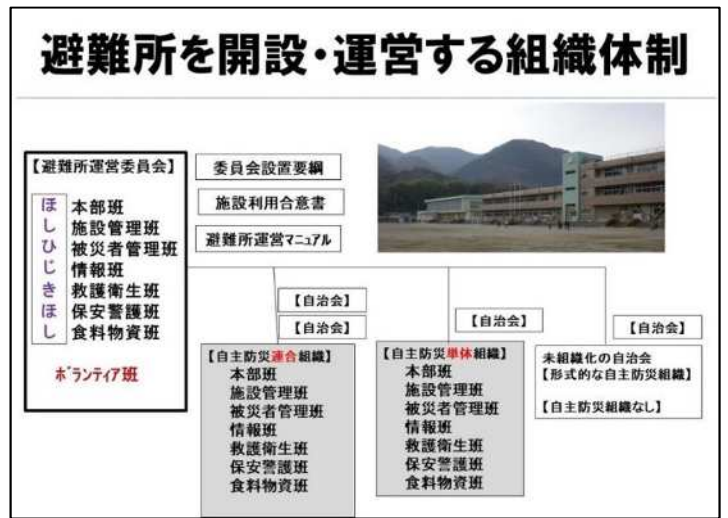 避難所を開設・運営する組織体制
【避難所運営委員会】
ほ 本部班
し 施設管理班
ひ 被災者管理班
じ 情報班
き 救護衛生班
ほ 保安警護班
し 食料物資班
ボランティア班
委員会設置要綱
施設利用合意書
避難所運営マニュアル
【自治会】
【自治会】
【自主防災連合組織】
本部班
施設管理班
被災者管理班
情報班
救護衛生班
保安警護班
食料物資班
【自治会】
【自主防災単体組織】
本部班
施設管理班
被災者管理班
情報班
救護衛生班
保安警護班
食料物資班
【自治会】
未組織化の自治会
【形式的な自主防災組織】
【自主防災組織なし】